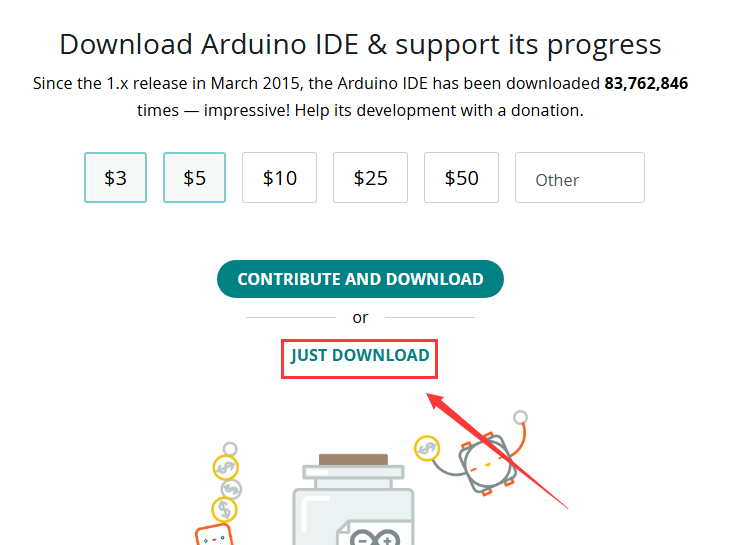 Download Arduino IDE & support its progress
Since the 1.x release in March 2015, the Arduino IDE has been downloaded 83,762,846
times — impressive! Help its development with a donation.
$3 $5 $10 $25 $50 Other
CONTRIBUTE AND DOWNLOAD
or
JUST DOWNLOAD
$
$
$
$